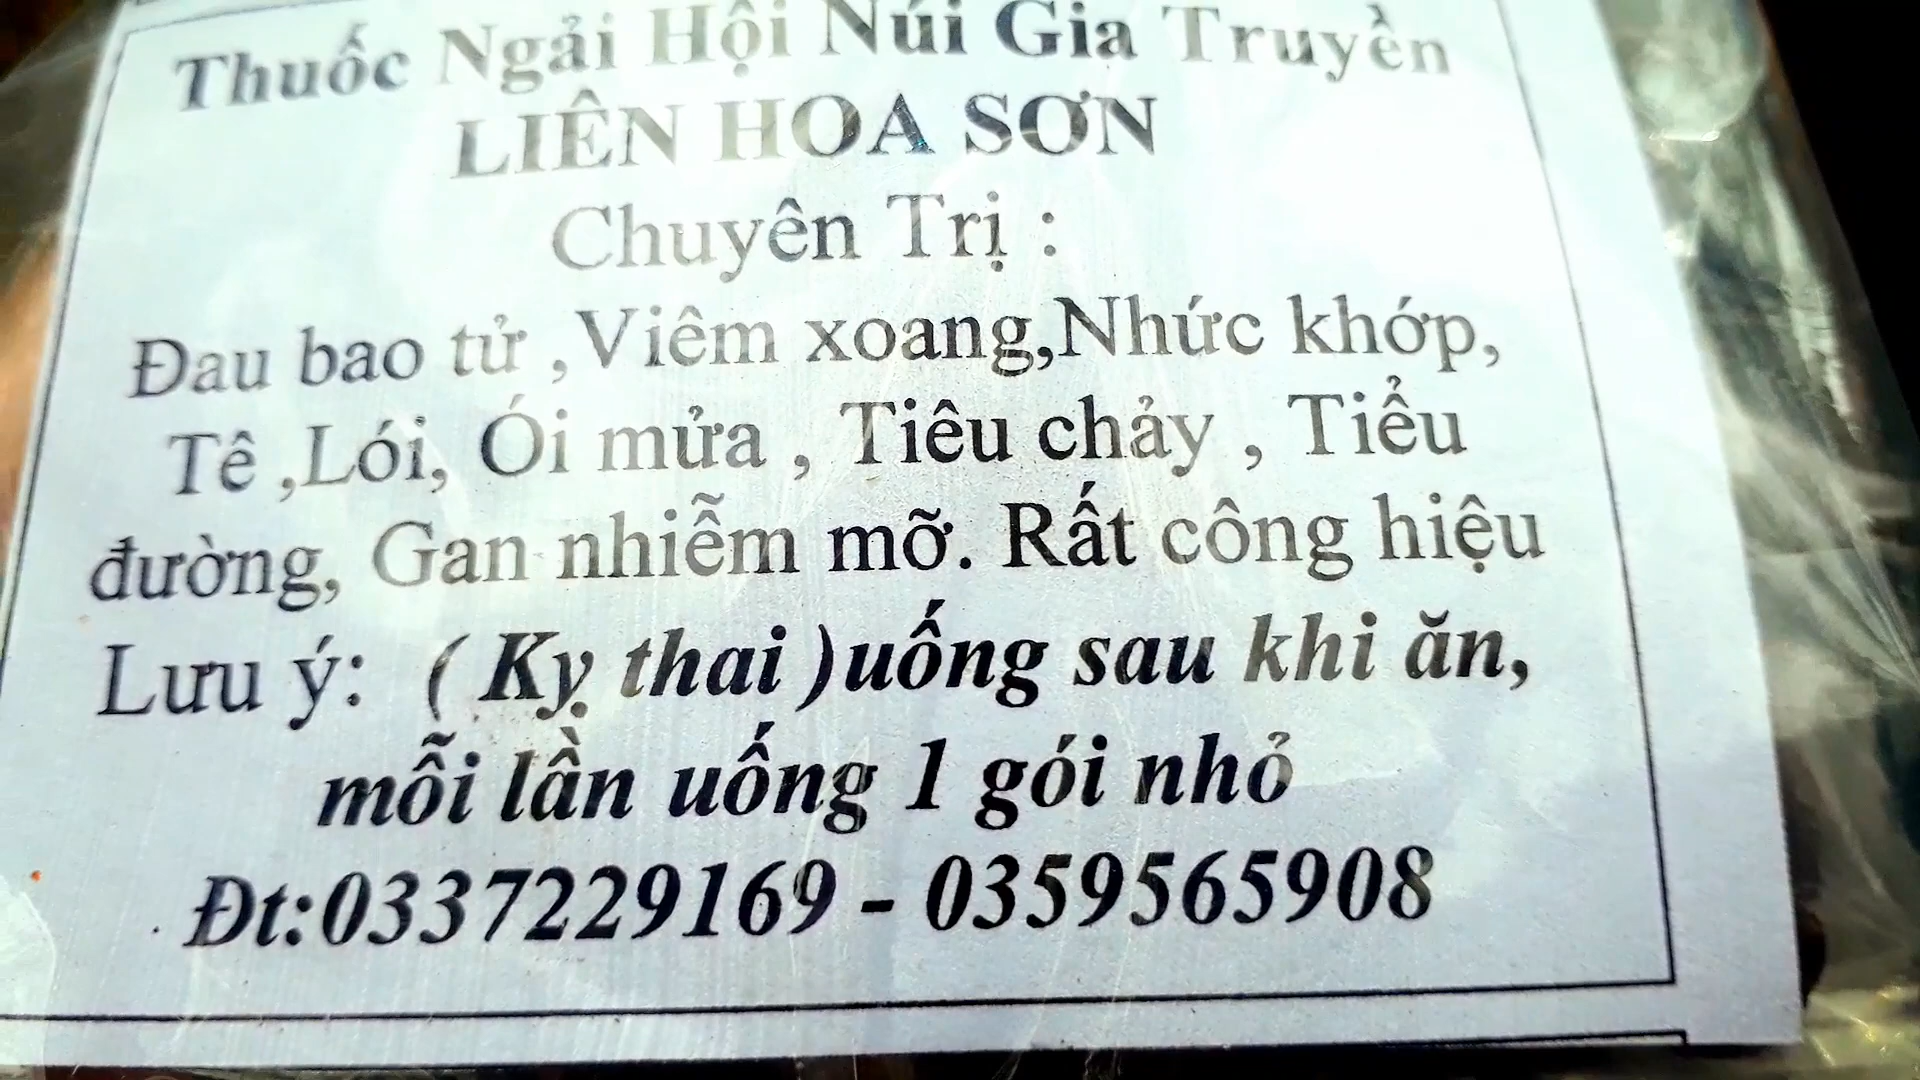 Thuốc Ngải Hội Núi Gia Truyền
LIÊN HOA SƠN
Chuyên Trị :
Đau bao tử ,Viêm xoang,Nhức khớp,
Tê ,Lói, Ói mửa , Tiêu chảy , Tiểu
đường, Gan nhiễm mỡ. Rất công hiệu
Lưu ý: ( Kỵ thai )uống sau khi ăn,
mỗi lần uống 1 gói nhỏ
Đt:0337229169 - 0359565908